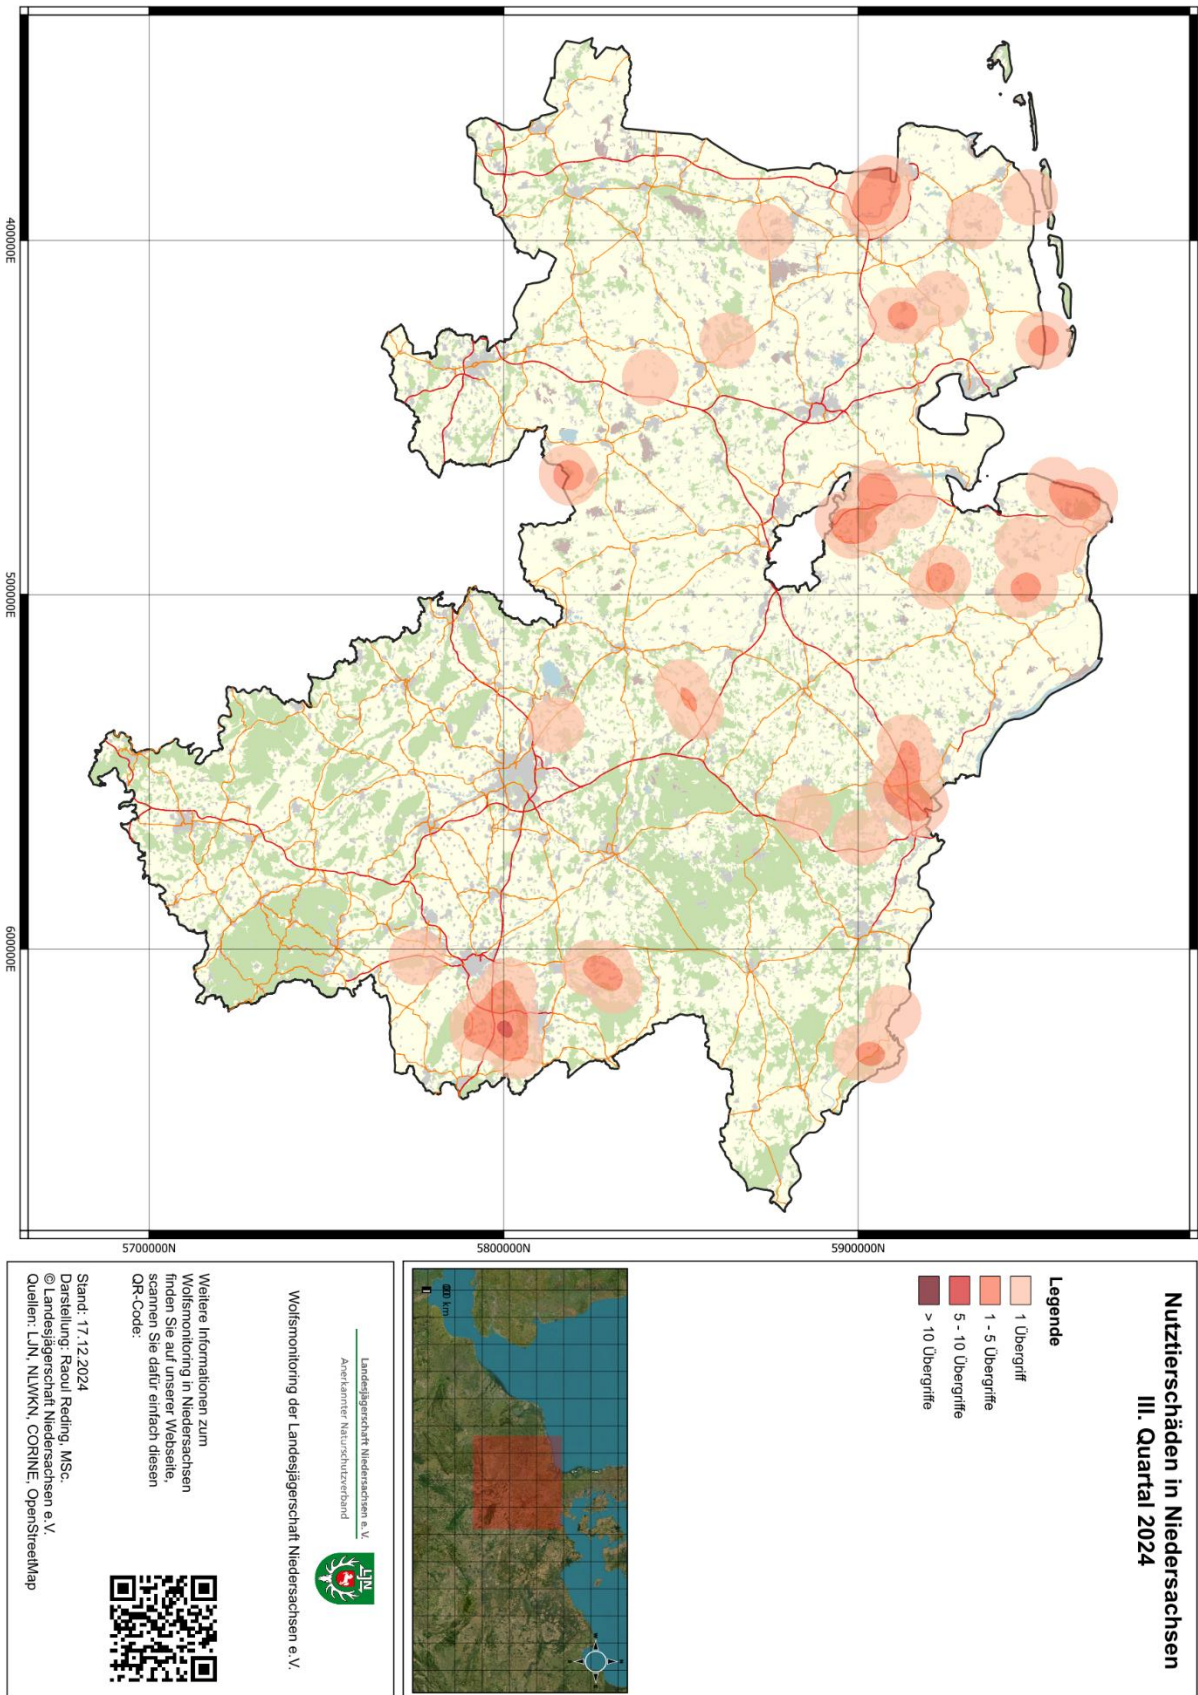 Nutztierschäden in Niedersachsen
III. Quartal 2024
Legende
1 Übergriff
1 - 5 Übergriffe
5 - 10 Übergriffe
> 10 Übergriffe
400000E
500000E
600000E
5900000N
5800000N
5700000N
km
Landesjägerschaft Niedersachsen e. V.
Anerkannter Naturschutzverband
LJN
Wolfsmonitoring der Landesjägerschaft Niedersachsen e.V.
Weitere Informationen zum
Wolfsmonitoring in Niedersachsen
finden Sie auf unserer Webseite,
scannen Sie dafür einfach diesen
QR-Code:
Stand: 17.12.2024
Darstellung: Raoul Reding, MSc.
© Landesjägerschaft Niedersachsen e.V.
Quellen: LJN, NLWKN, CORINE, OpenStreetMap